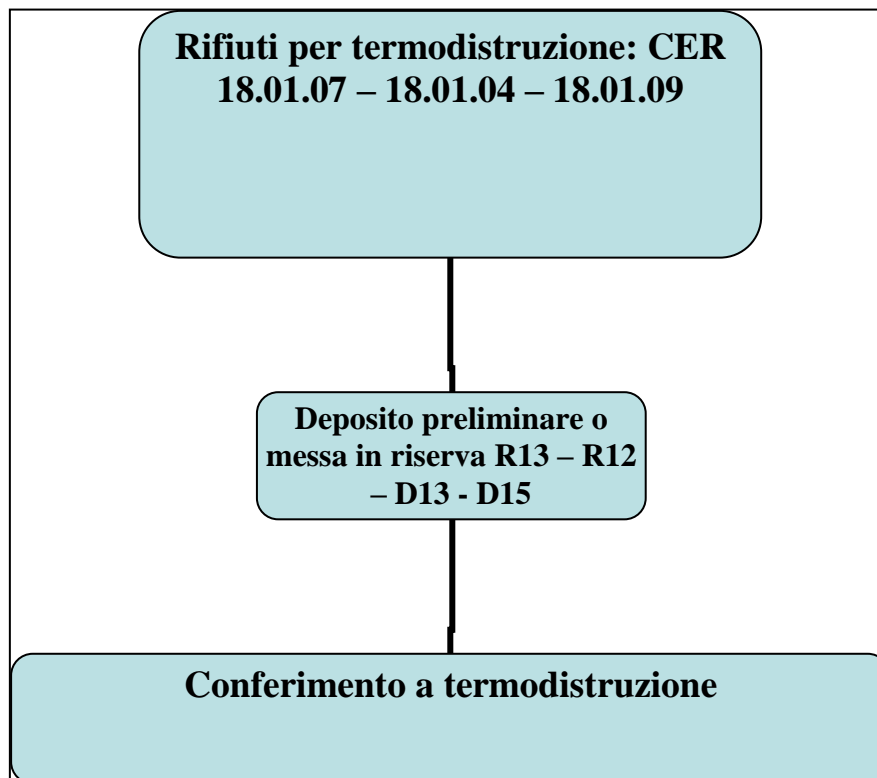 Rifiuti per termodistruzione: CER
18.01.07 – 18.01.04 – 18.01.09
Deposito preliminare o
messa in riserva R13 – R12
– D13 - D15
Conferimento a termodistruzione